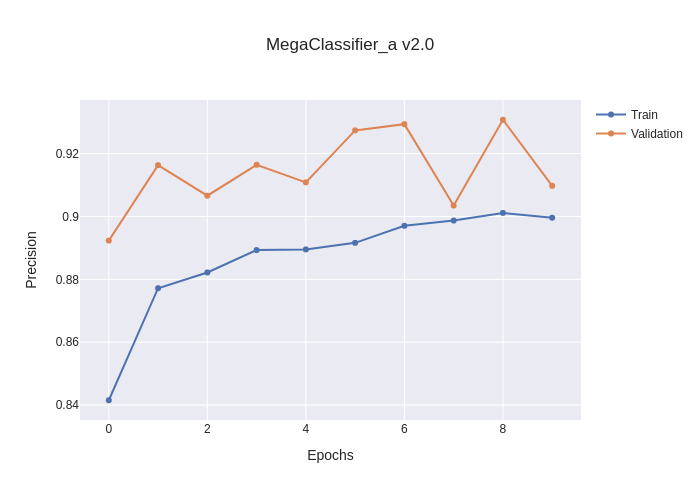 MegaClassifier_a v2.0
Train
Validation
Precision
0.92
0.9
0.88
0.86
0.84
0 2 4 6 8
Epochs